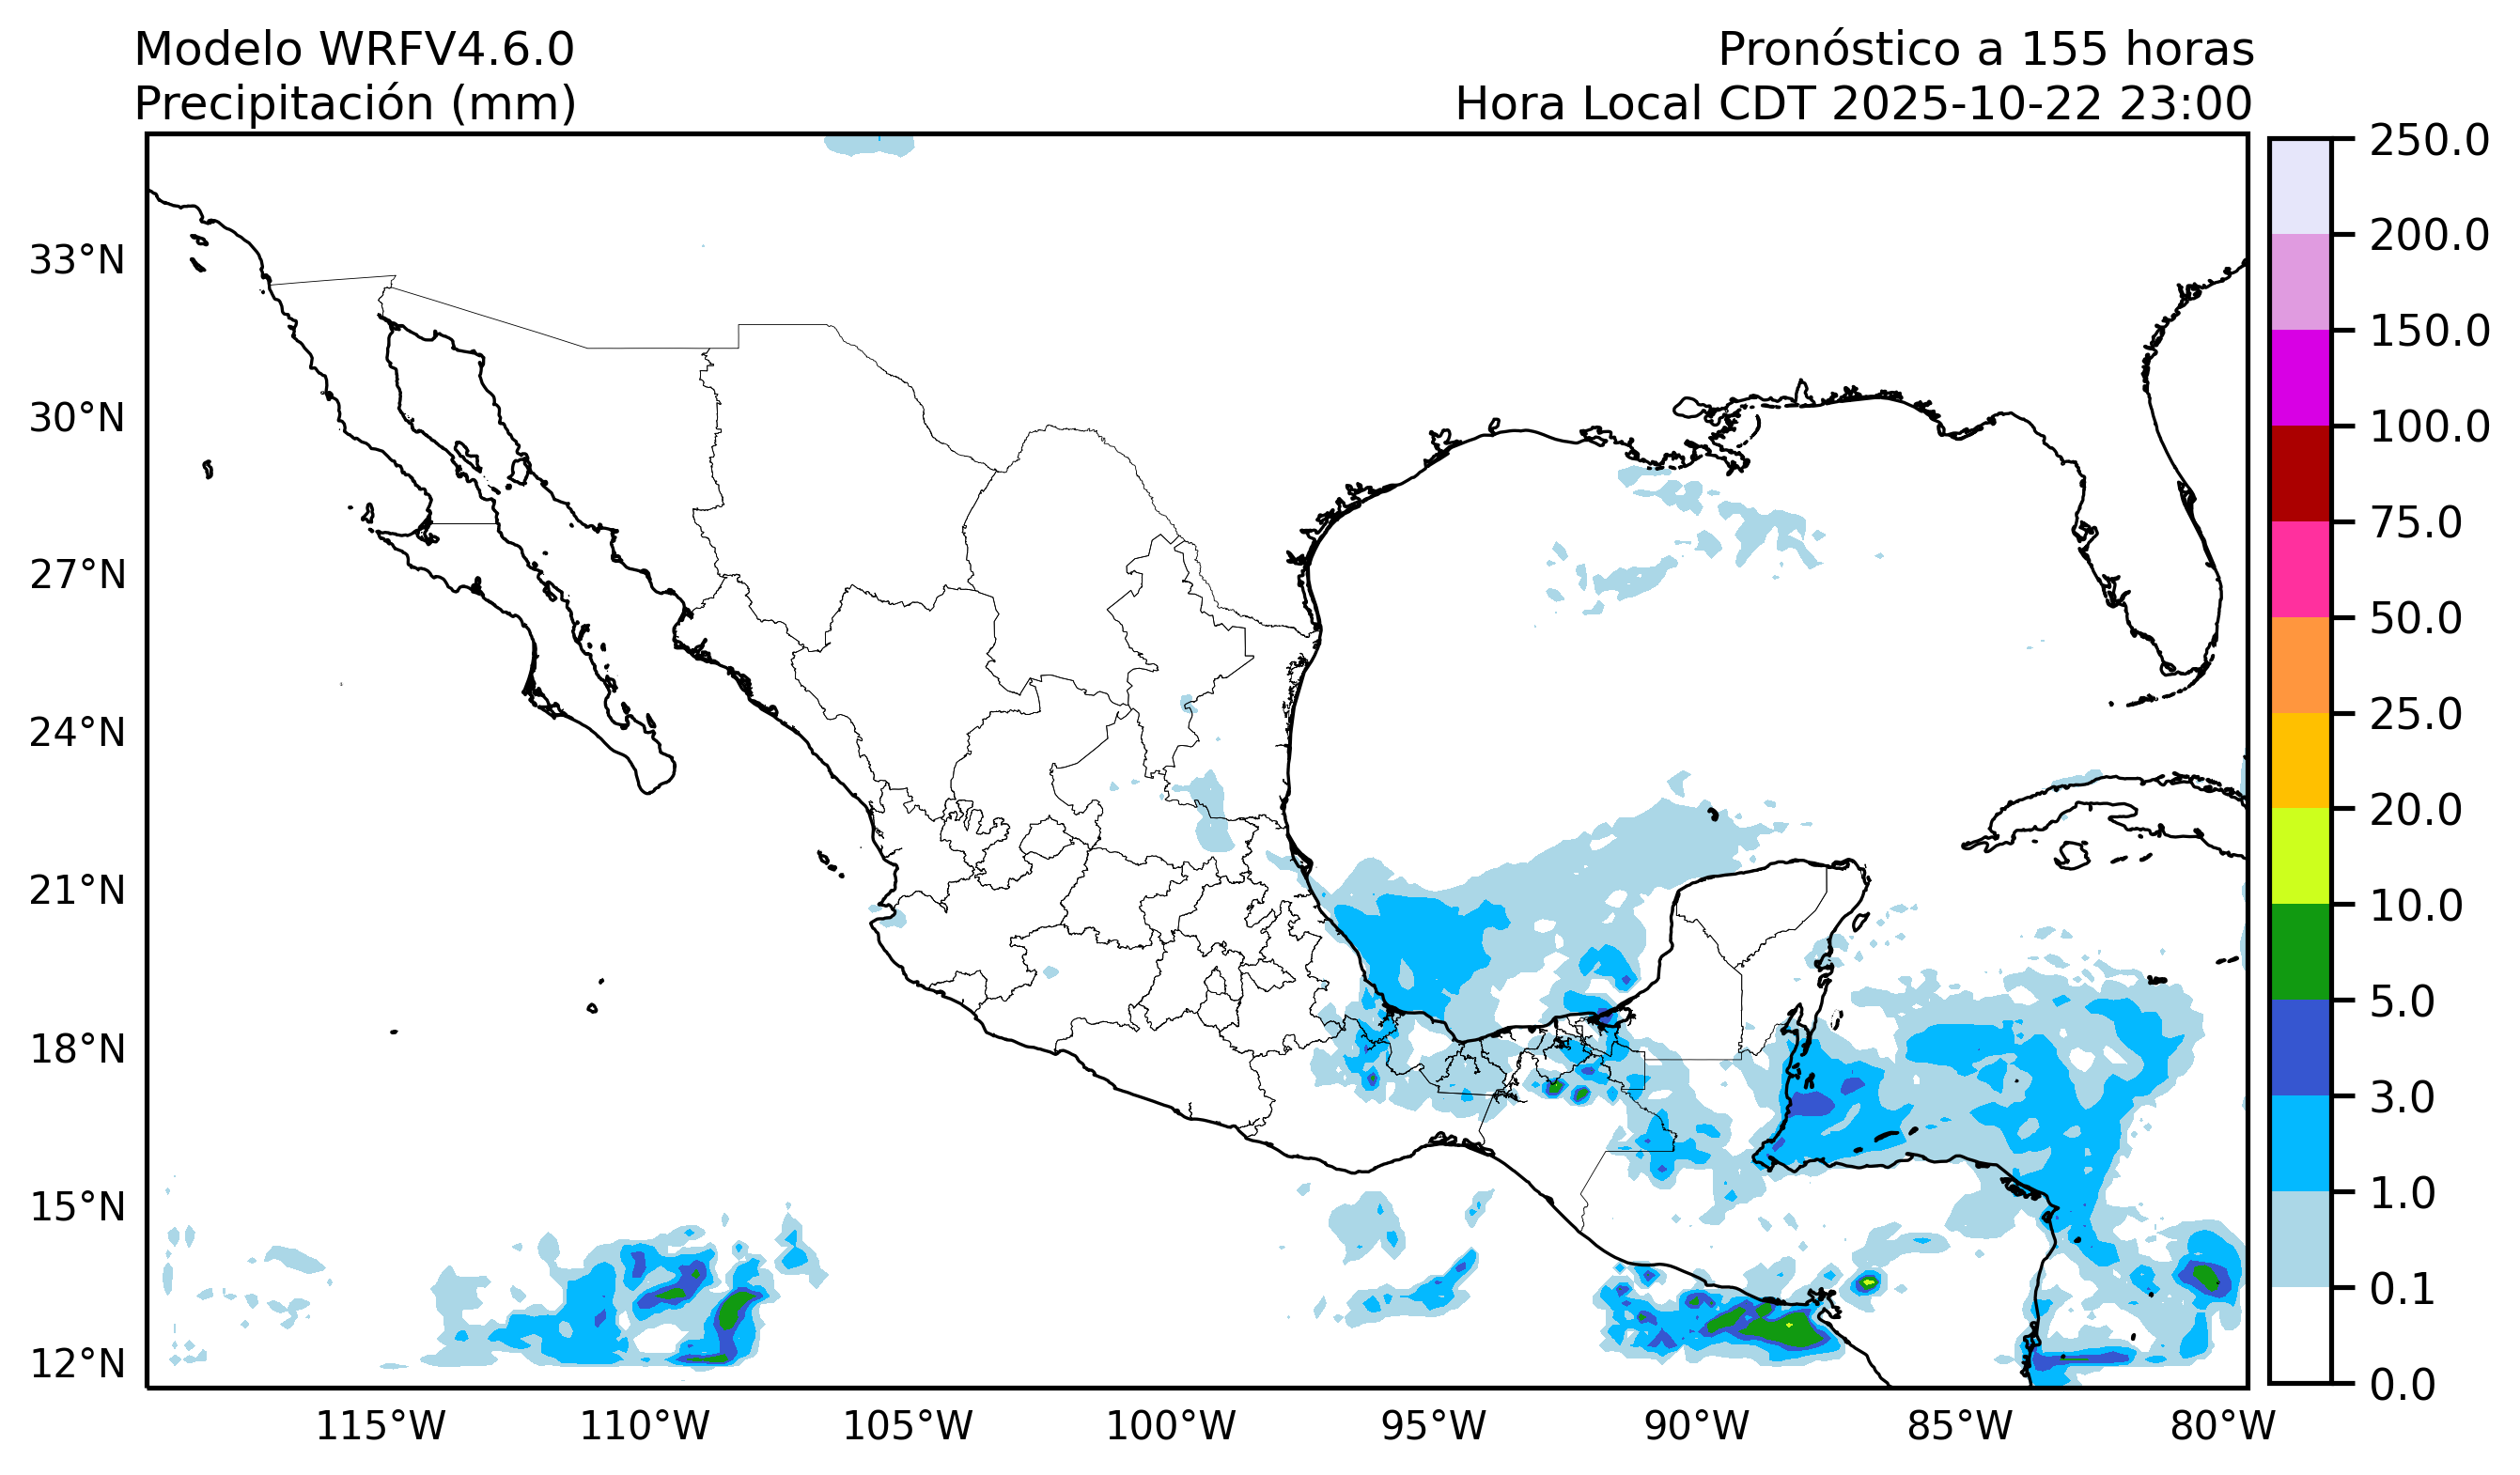 Modelo WRFV4.6.0
Precipitación (mm)
Pronóstico a 155 horas
Hora Local CDT 2025-10-22 23:00
33°N
30°N
27°N
24°N
21°N
18°N
15°N
12°N
115°W
110°W
105°W
100°W
95°W
90°W
85°W
80°W
250.0
200.0
150.0
100.0
75.0
50.0
25.0
20.0
10.0
5.0
3.0
1.0
0.1
0.0